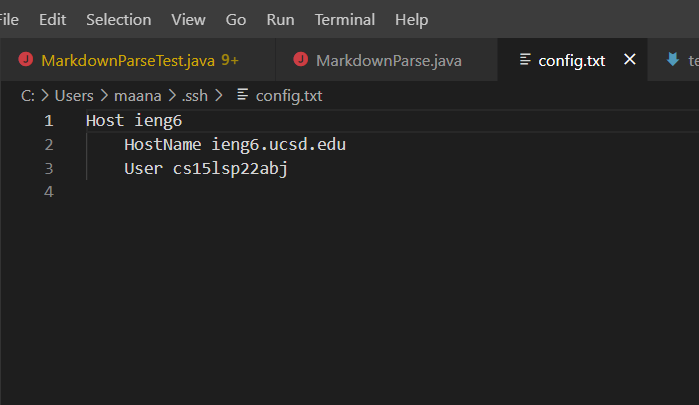 File Edit Selection View Go Run Terminal Help
MarkdownParseTest.java 9+ MarkdownParse.java config.txt
C: > Users > maana > .ssh > config.txt
1 Host ieng6
2 HostName ieng6.ucsd.edu
3 User cs15lsp22abj
4